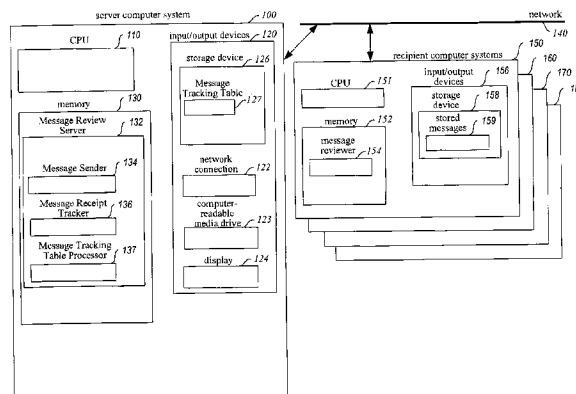 server computer system 100
network
140
CPU 110
input/output devices 120
storage device 126
Message
Tracking Table
127
network
connection 122
computer-
readable
media drive 123
display 124
memory 130
Message Review
Server 132
Message Sender 134
Message Receipt
Tracker 136
Message Tracking
Table Processor 137
150
recipient computer systems
160
170
CPU 151
input/output
devices 156
storage
device 158
stored
messages 159
memory 152
message
reviewer 154